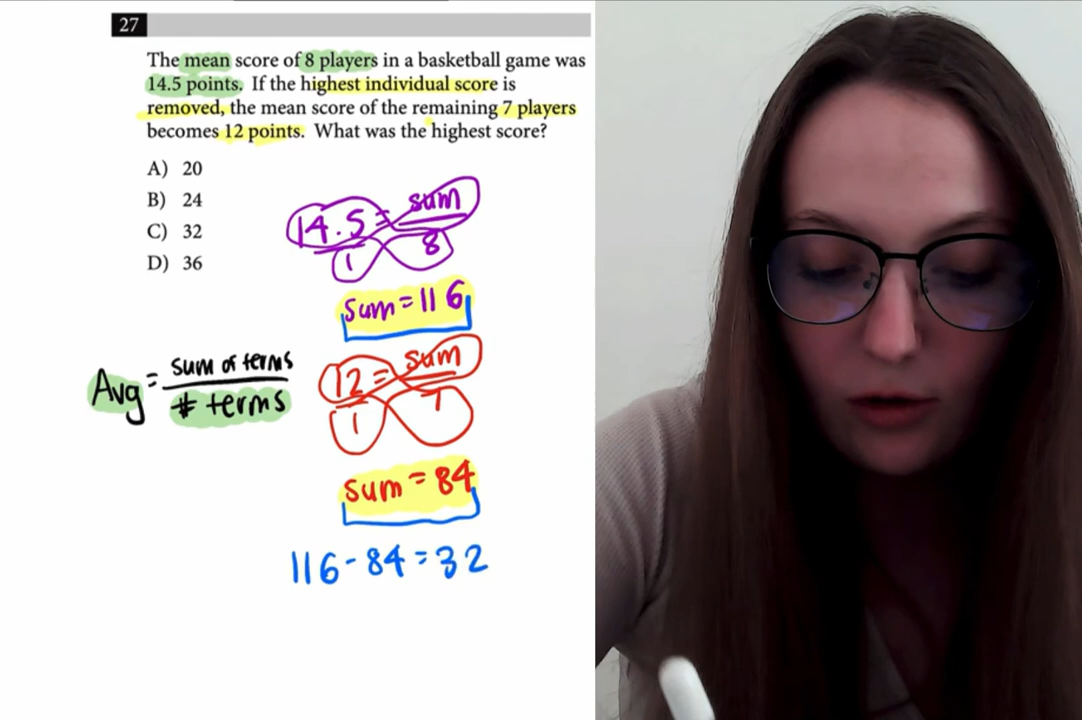 27
The mean score of 8 players in a basketball game was
14.5 points. If the highest individual score is
removed, the mean score of the remaining 7 players
becomes 12 points. What was the highest score?
A) 20
B) 24
C) 32
D) 36
14.5 = sum
1 8
sum = 116
Avg = sum of terms
# terms
12 = sum
1 7
sum = 84
116 - 84 = 32